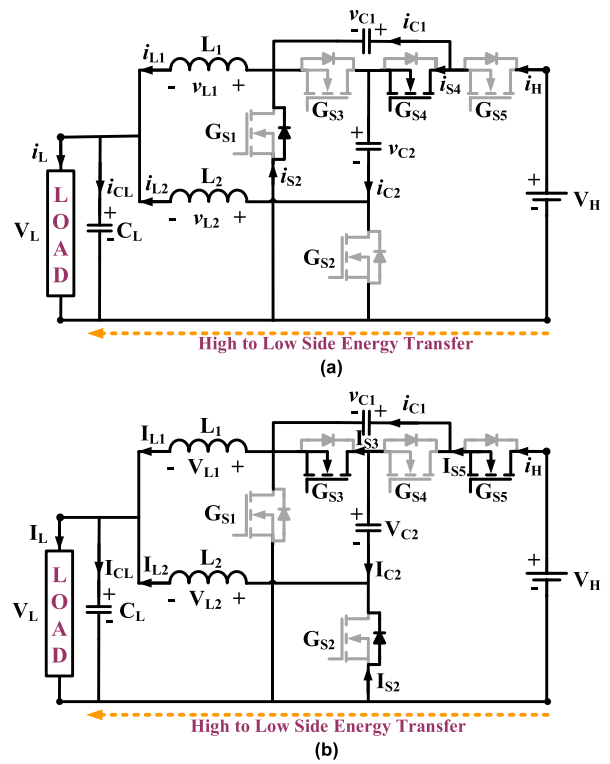 vC1
iC1
- +
iL1
L1
- vL1 +
GS3
iS4
GS4
GS5
iH
GS1
iS2
+
- vC2
iL
iCL
iL2
L2
- vL2 +
iC2
VL
LOAD
+
- CL
GS2
+
- VH
High to Low Side Energy Transfer
(a)
vC1
iC1
- +
IL1
L1
- VL1 +
IS3
GS3
GS4
IS5
GS5
iH
GS1
+
- VC2
IL
ICL
IL2
L2
- VL2 +
IC2
VL
LOAD
+
- CL
GS2
IS2
+
- VH
High to Low Side Energy Transfer
(b)